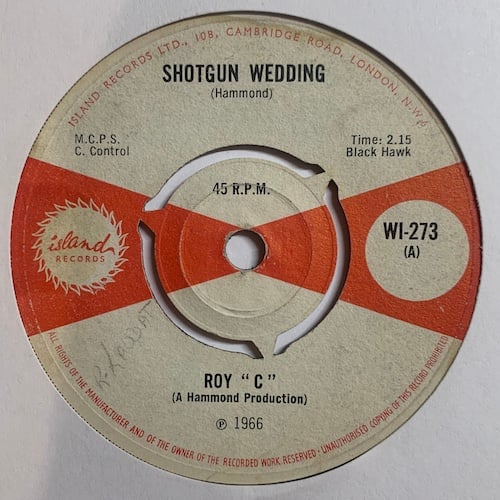 ISLAND RECORDS LTD., 108, CAMBRIDGE ROAD, LONDON, N.W.6
SHOTGUN WEDDING
(Hammond)
M.C.P.S.
C. Control
Time: 2.15
Black Hawk
45 R.P.M.
island
RECORDS
WI-273
(A)
ROY "C"
(A Hammond Production)
℗ 1966
ALL RIGHTS OF THE MANUFACTURER AND OF THE OWNER OF THE RECORDED WORK RESERVED - UNAUTHORISED COPYING OF THIS RECORD PROHIBITED